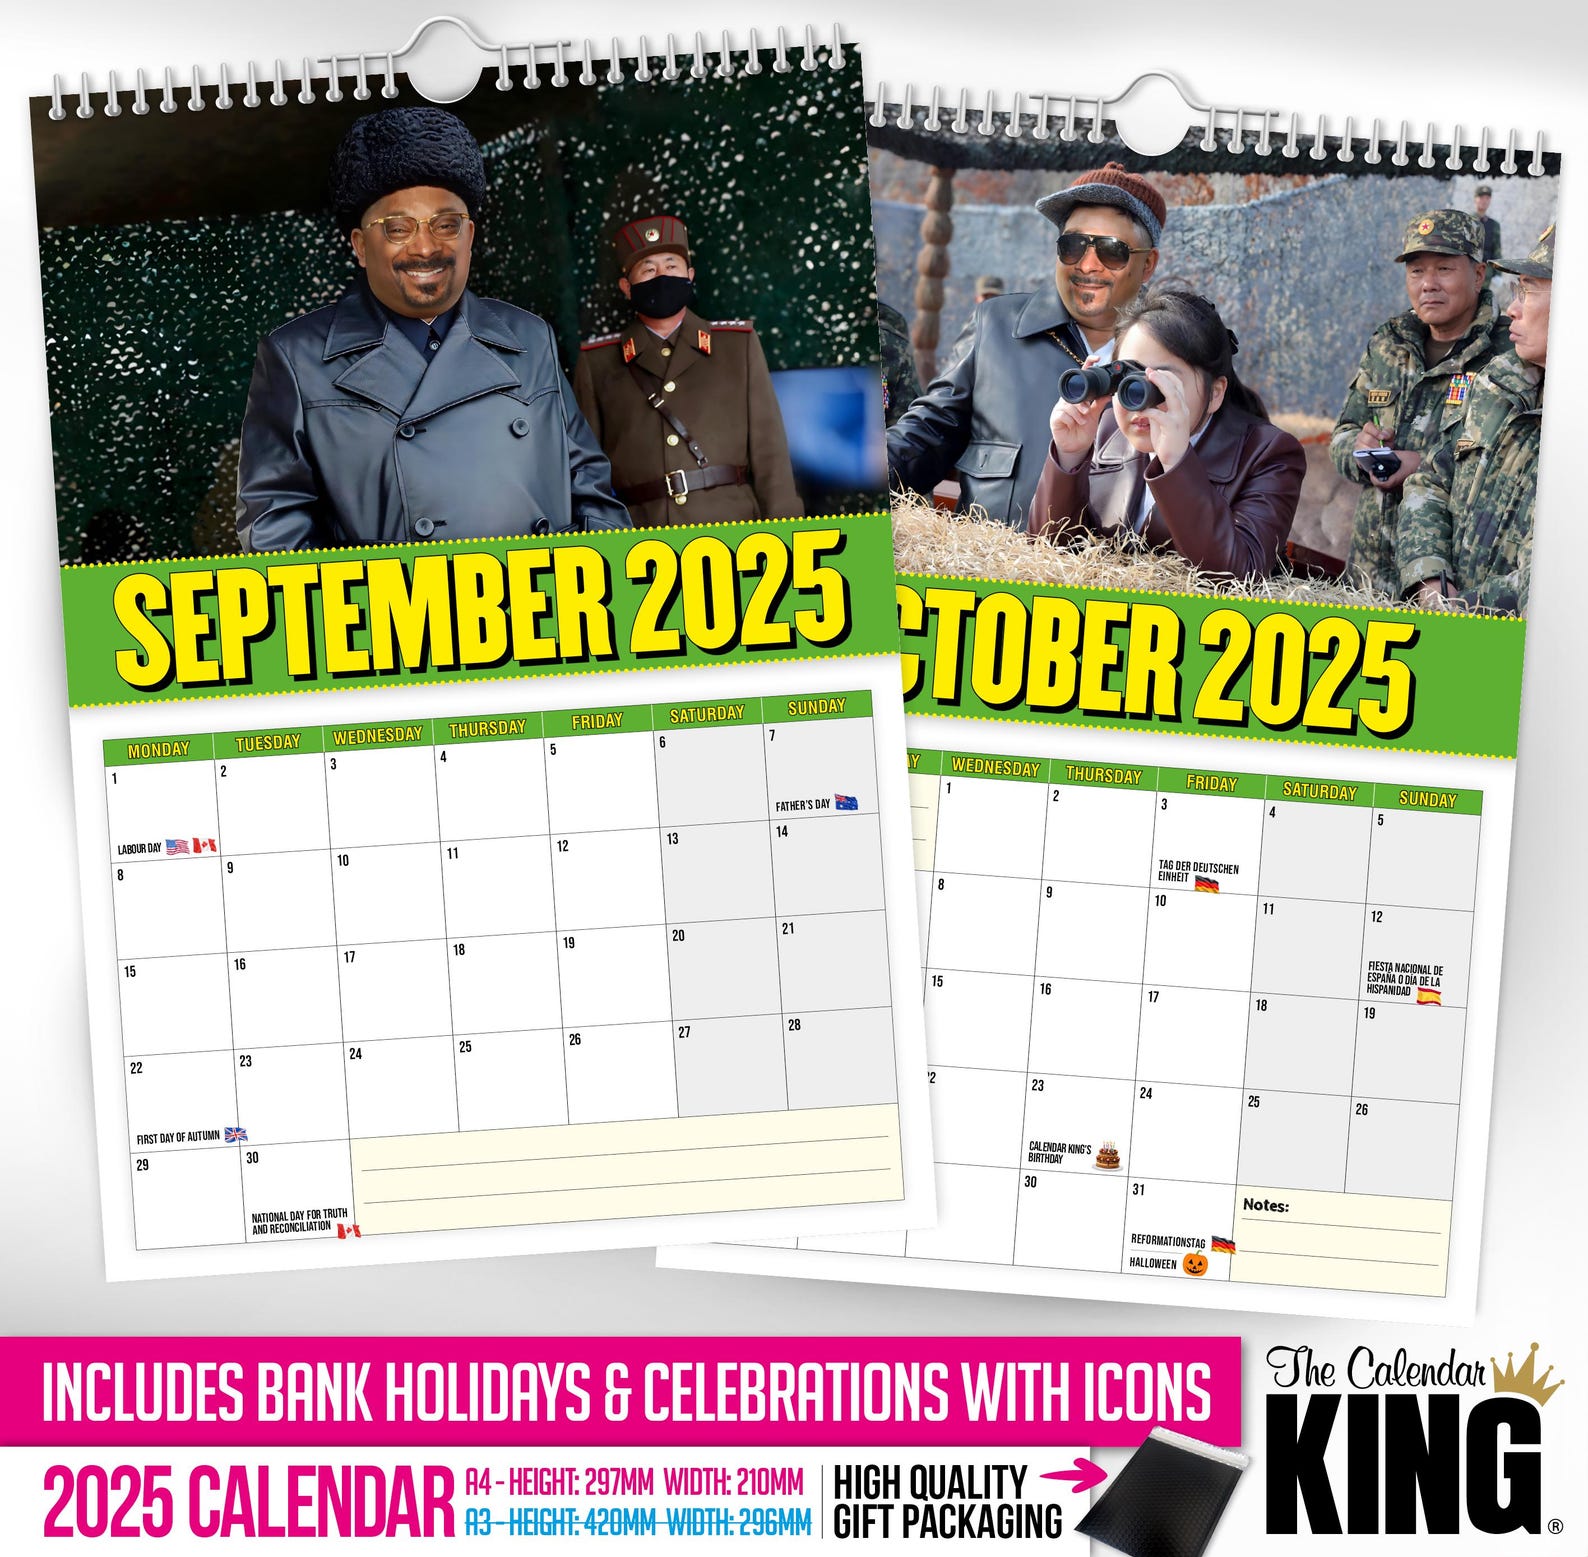 SEPTEMBER 2025
MONDAY TUESDAY WEDNESDAY THURSDAY FRIDAY SATURDAY SUNDAY
1 2 3 4 5 6 7
LABOUR DAY
FATHER'S DAY
8 9 10 11 12 13 14
15 16 17 18 19 20 21
22 23 24 25 26 27 28
FIRST DAY OF AUTUMN
29 30
NATIONAL DAY FOR TRUTH
AND RECONCILIATION
CTOBER 2025
AY WEDNESDAY THURSDAY FRIDAY SATURDAY SUNDAY
1 2 3 4 5
TAG DER DEUTSCHEN
EINHEIT
8 9 10 11 12
FIESTA NACIONAL DE
ESPAÑA O DÍA DE LA
HISPANIDAD
15 16 17 18 19
22 23 24 25 26
CALENDAR KING'S
BIRTHDAY
30 31
REFORMATIONSTAG
HALLOWEEN
Notes:
INCLUDES BANK HOLIDAYS & CELEBRATIONS WITH ICONS
2025 CALENDAR
A4 - HEIGHT: 297MM WIDTH: 210MM
A3 - HEIGHT: 420MM WIDTH: 296MM
HIGH QUALITY
GIFT PACKAGING
The Calendar
KING®